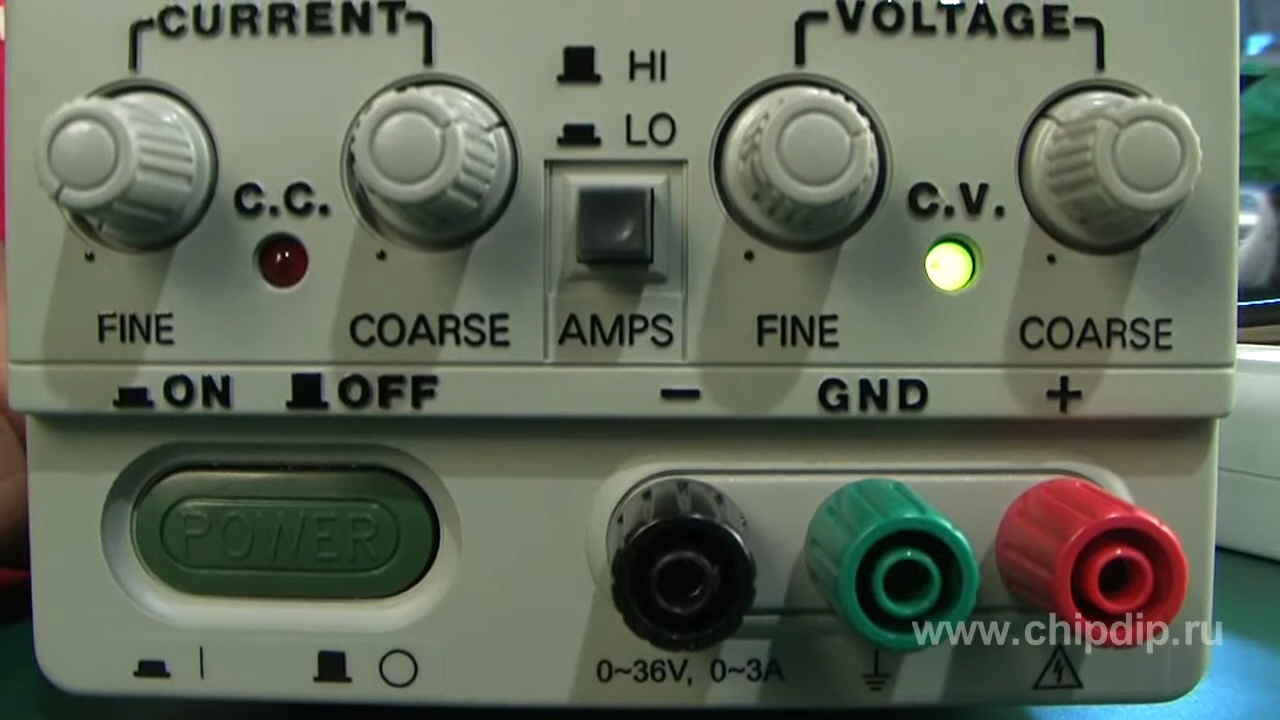 CURRENT
VOLTAGE
HI
LO
C.C.
C.V.
FINE
COARSE
AMPS
FINE
COARSE
ON
OFF
−
GND
+
POWER
www.chipdip.ru
0~36V, 0~3A